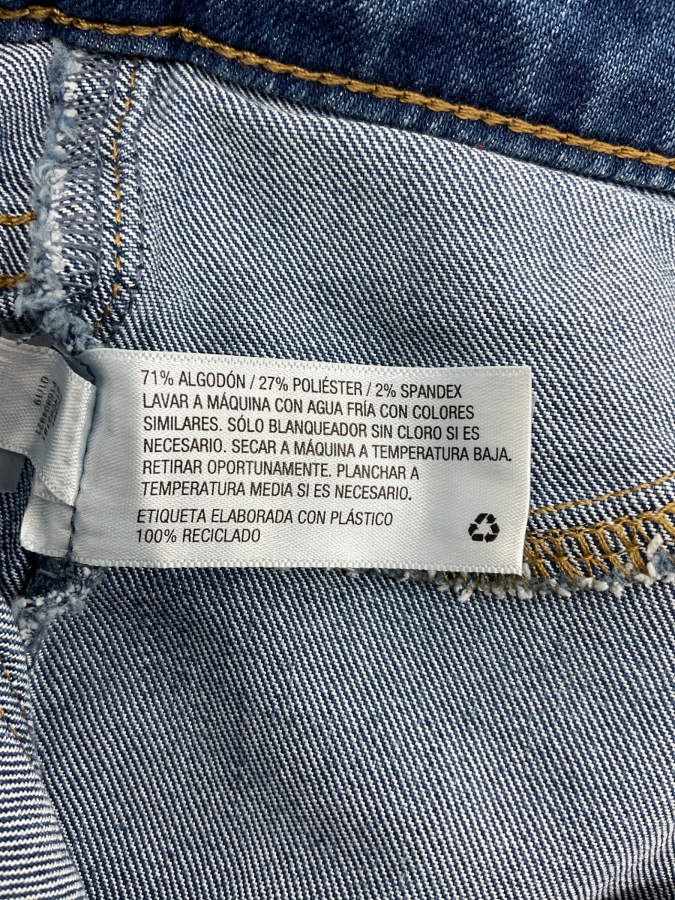 71% ALGODÓN / 27% POLIÉSTER / 2% SPANDEX
LAVAR A MÁQUINA CON AGUA FRÍA CON COLORES
SIMILARES. SÓLO BLANQUEADOR SIN CLORO SI ES
NECESARIO. SECAR A MÁQUINA A TEMPERATURA BAJA.
RETIRAR OPORTUNAMENTE. PLANCHAR A
TEMPERATURA MEDIA SI ES NECESARIO.
ETIQUETA ELABORADA CON PLÁSTICO
100% RECICLADO
01/19